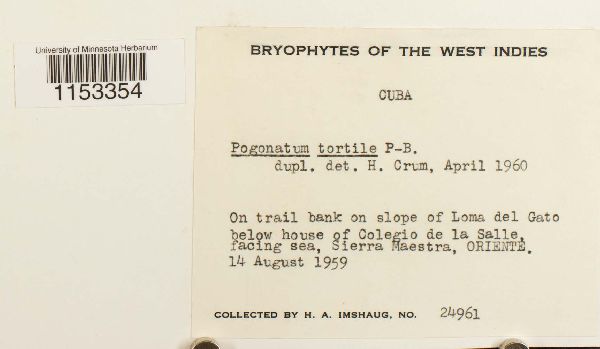 University of Minnesota Herbarium
1153354
BRYOPHYTES OF THE WEST INDIES
CUBA
Pogonatum tortile P-B.
dupl. det. H. Crum, April 1960
On trail bank on slope of Loma del Gato
below house of Colegio de la Salle,
facing sea, Sierra Maestra, ORIENTE.
14 August 1959
COLLECTED BY H. A. IMSHAUG, NO. 24961